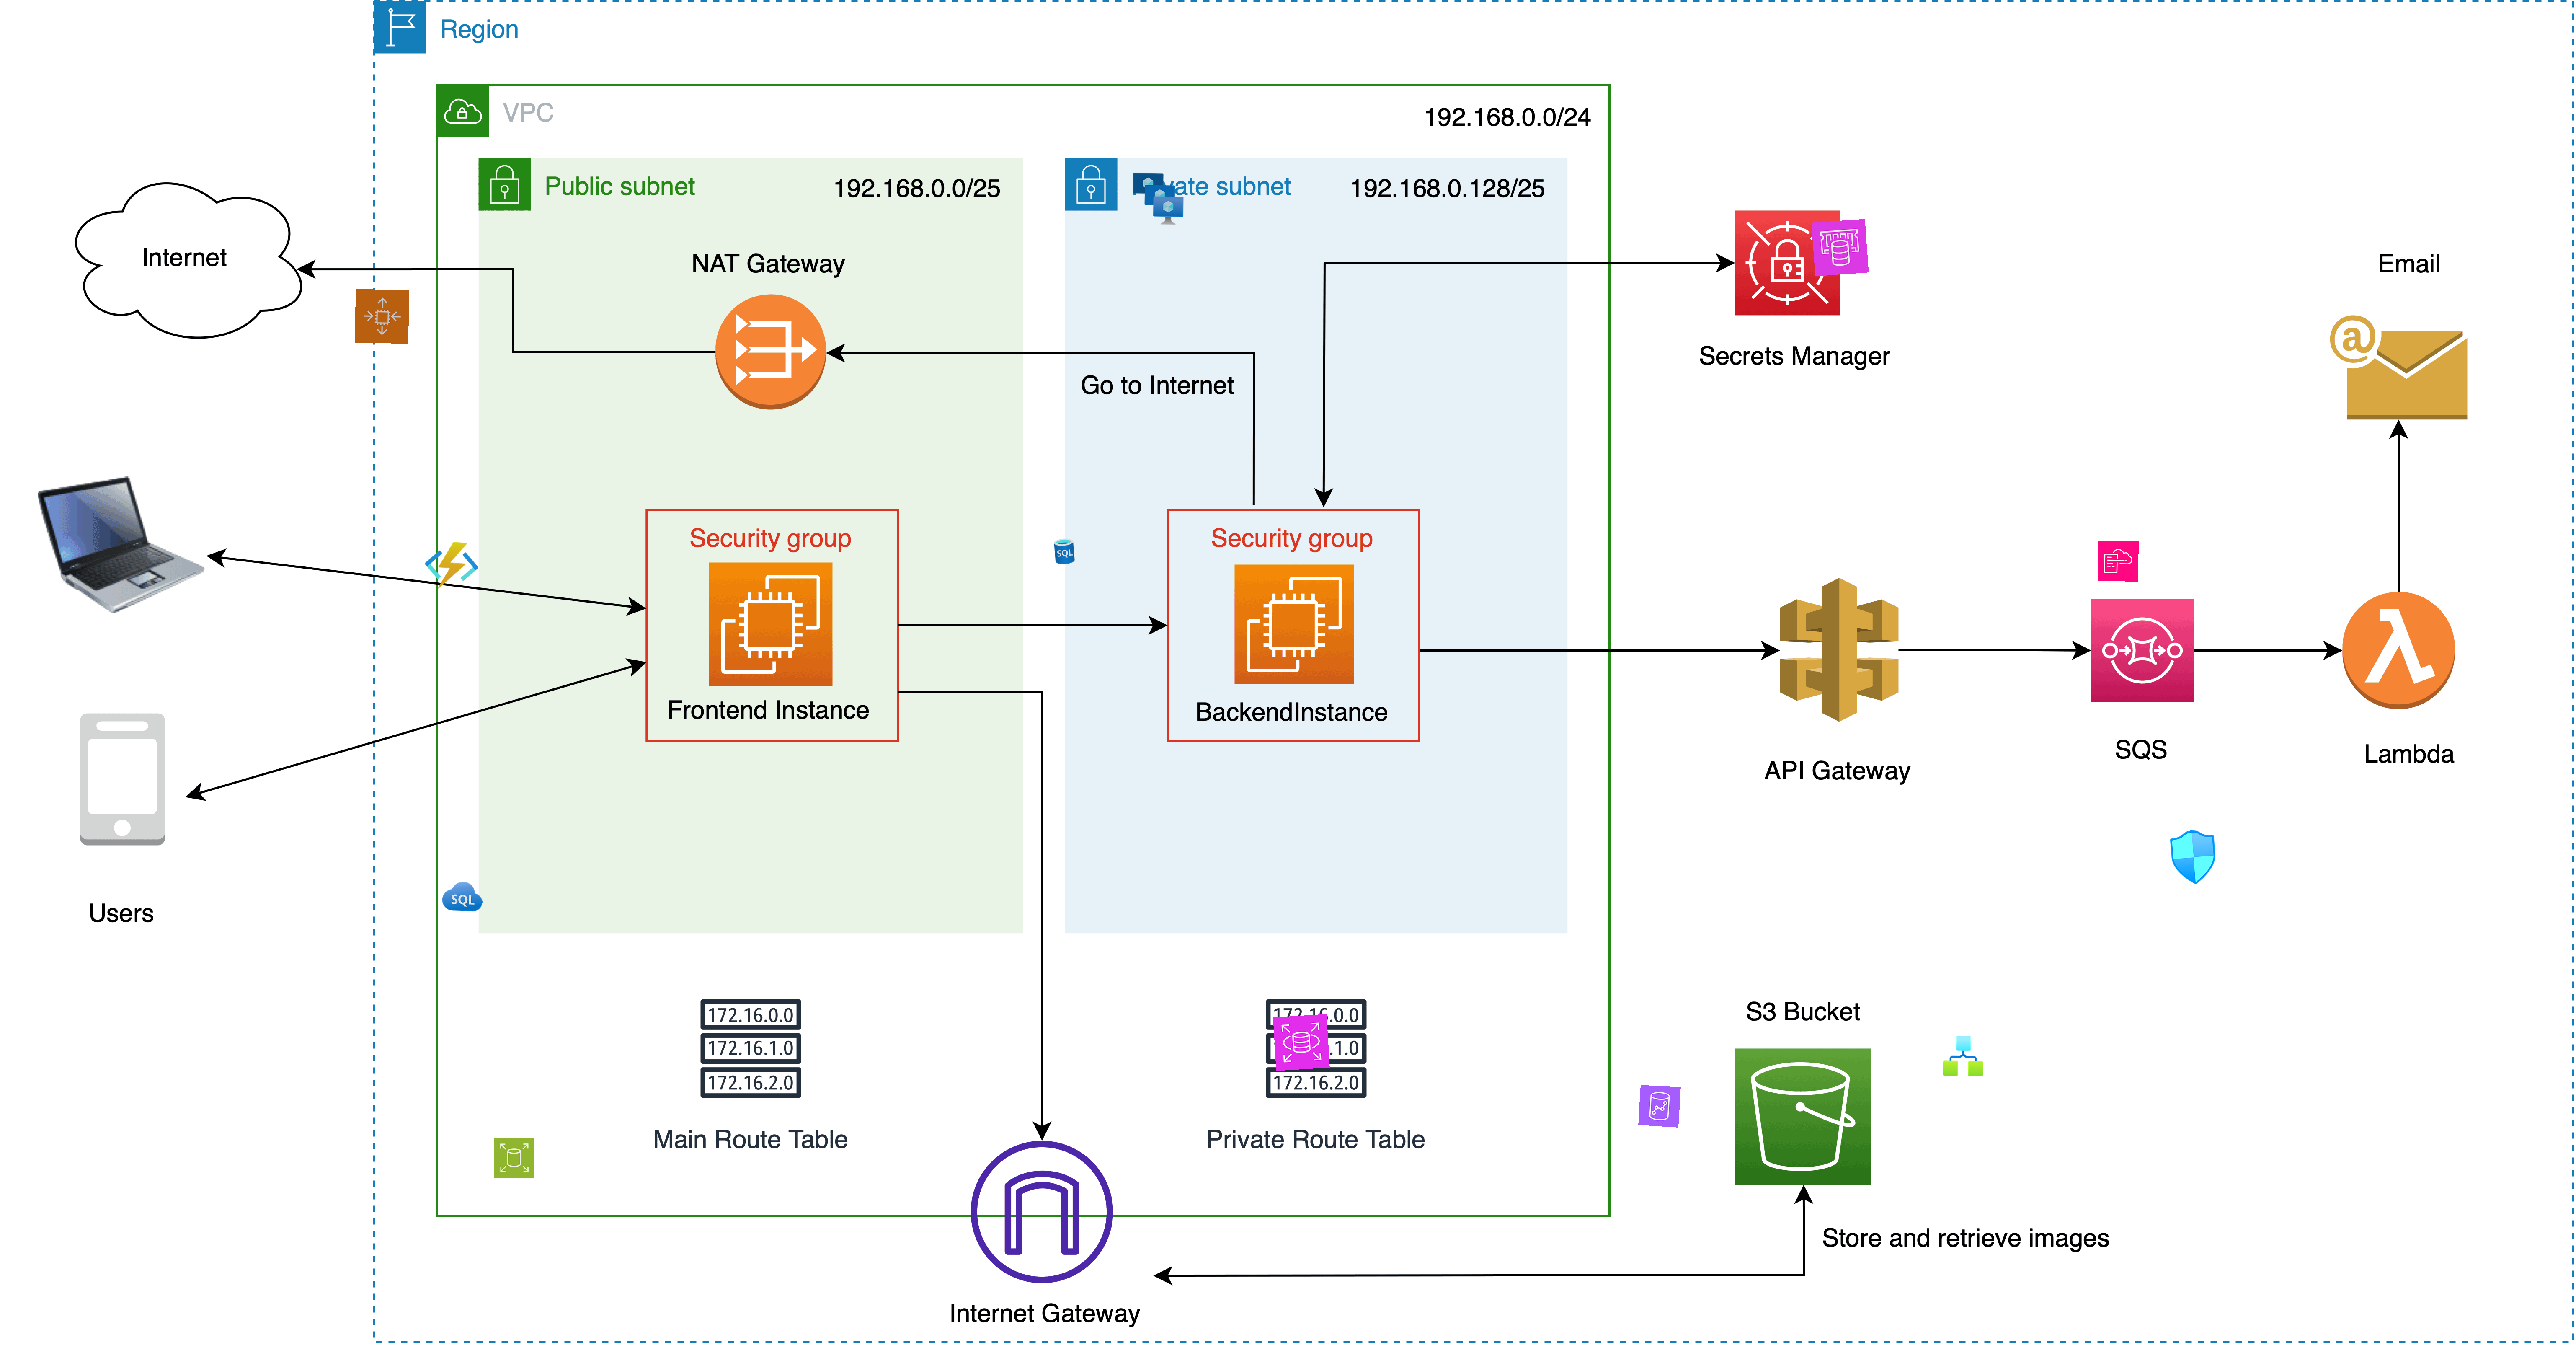 Region
VPC
192.168.0.0/24
Public subnet
192.168.0.0/25
vate subnet
192.168.0.128/25
Internet
NAT Gateway
Go to Internet
Secrets Manager
Email
Security group
Frontend Instance
Security group
BackendInstance
SQL
API Gateway
SQS
Lambda
Users
SQL
172.16.0.0
172.16.1.0
172.16.2.0
Main Route Table
172.16.0.0
.1.0
172.16.2.0
Private Route Table
S3 Bucket
Store and retrieve images
Internet Gateway